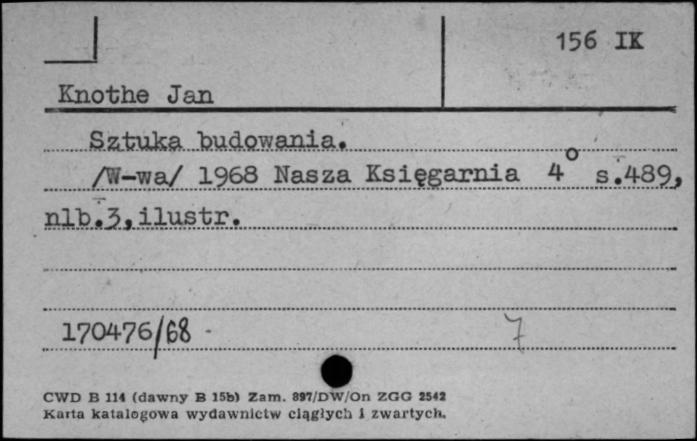 156 IK
Knothe Jan
Sztuka budowania.
/W-wa/ 1968 Nasza Księgarnia 4° s.489,
nlb.3,ilustr.
170476/68 7
CWD B 114 (dawny B 15b) Zam. 897/DW/On ZGG 2542
Karta katalogowa wydawnictw ciągłych i zwartych.